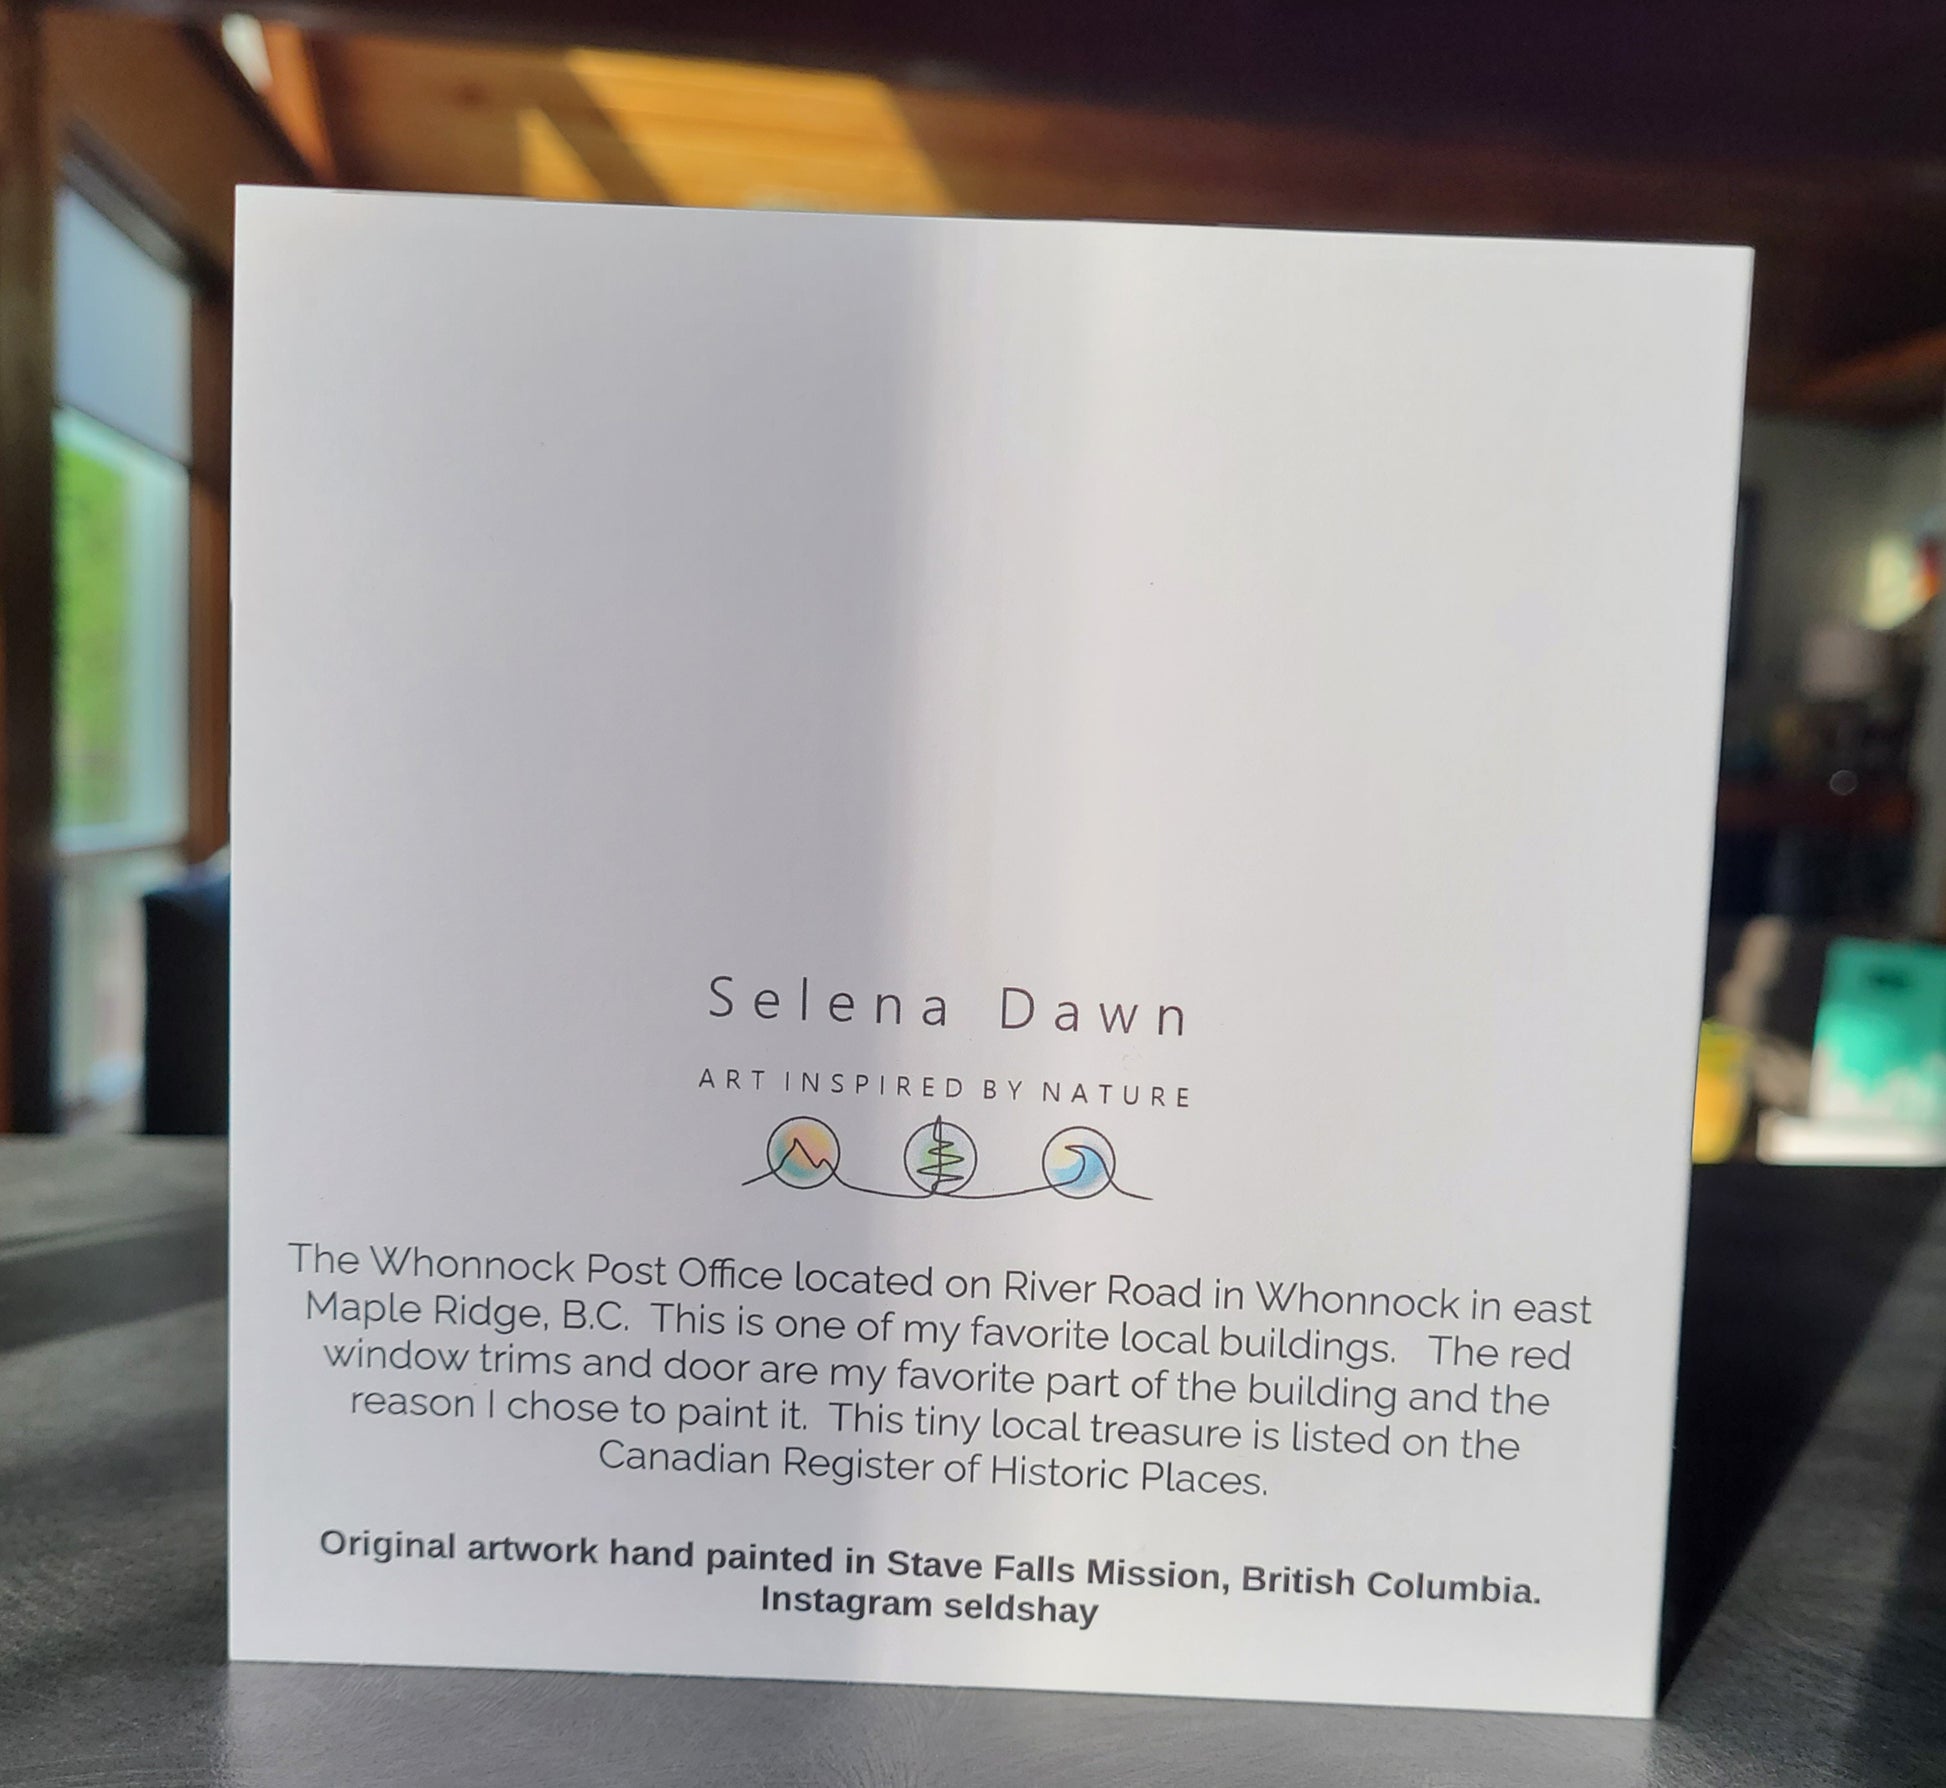 Selena Dawn
ART INSPIRED BY NATURE
The Whonnock Post Office located on River Road in Whonnock in east
Maple Ridge, B.C. This is one of my favorite local buildings. The red
window trims and door are my favorite part of the building and the
reason I chose to paint it. This tiny local treasure is listed on the
Canadian Register of Historic Places.
Original artwork hand painted in Stave Falls Mission, British Columbia.
Instagram seldshay